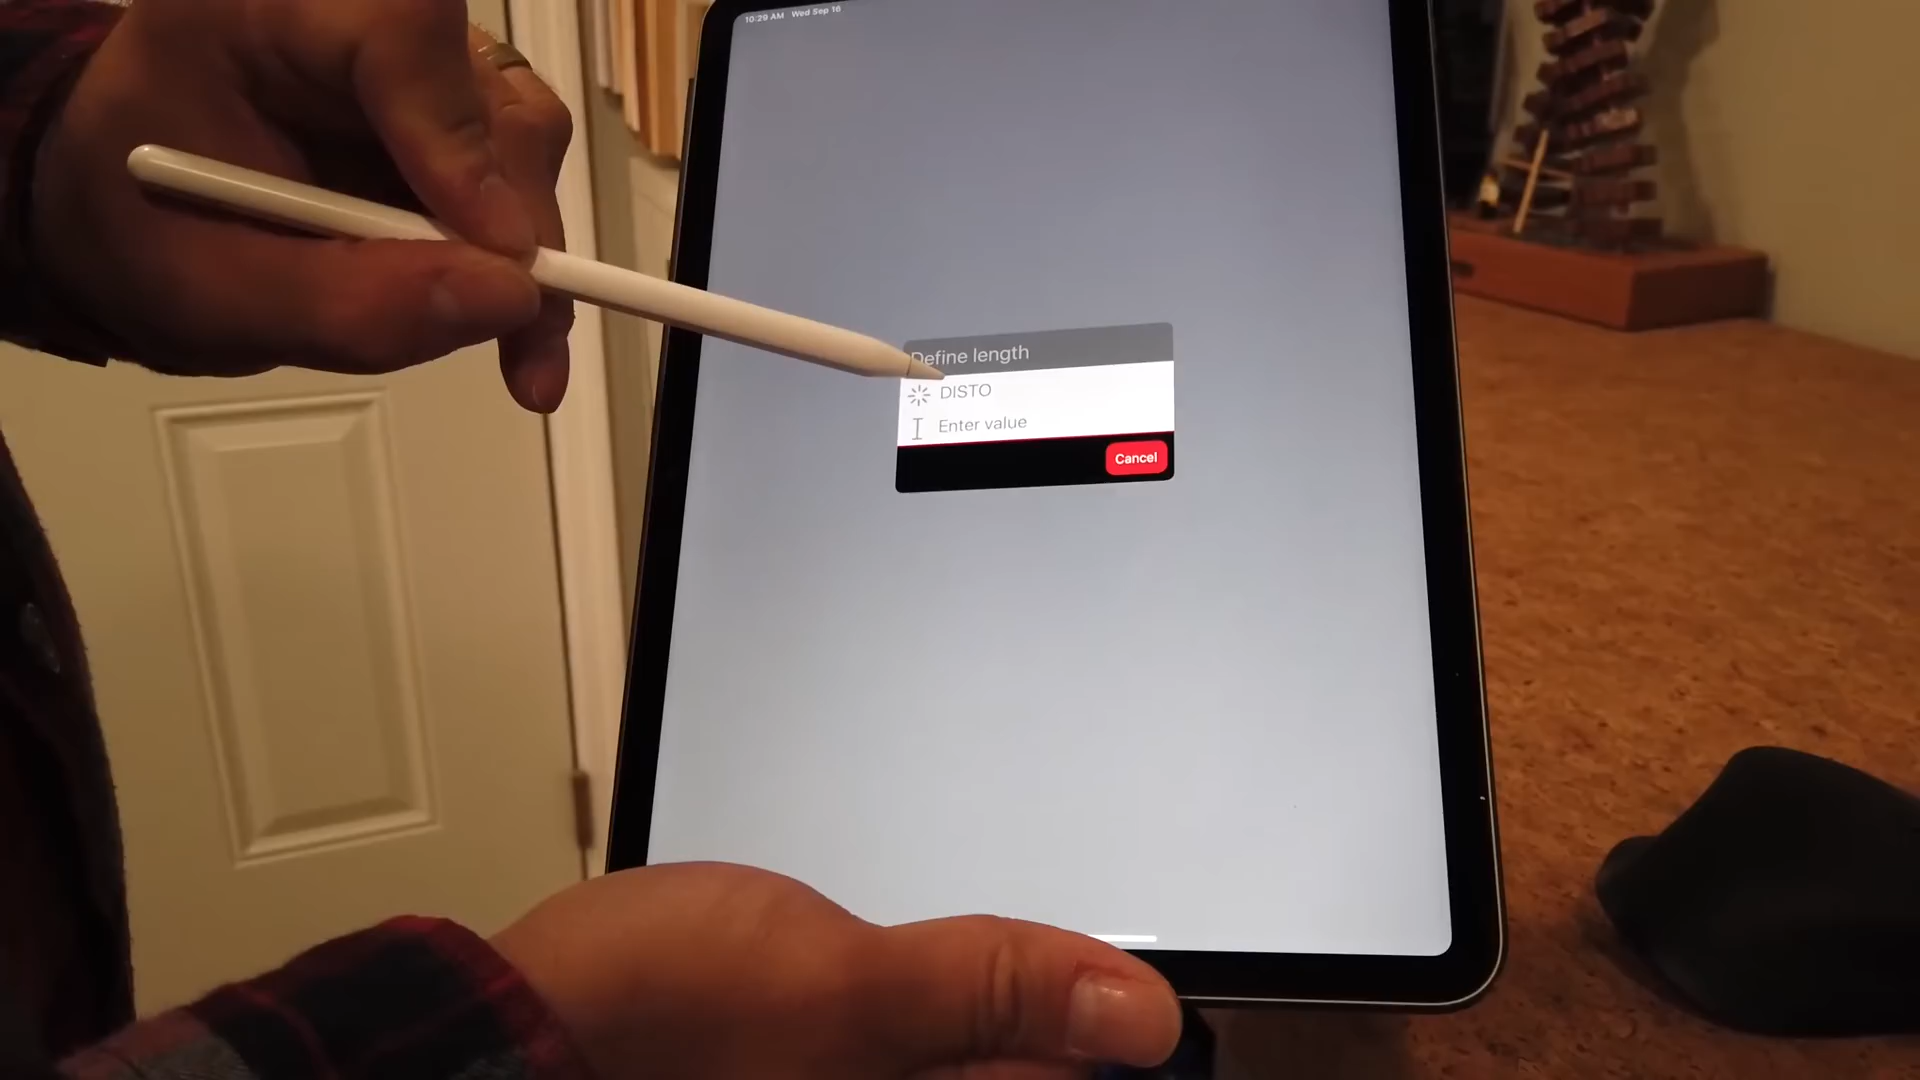 10:29 AM Wed Sep 16
Define length
DISTO
Enter value
Cancel